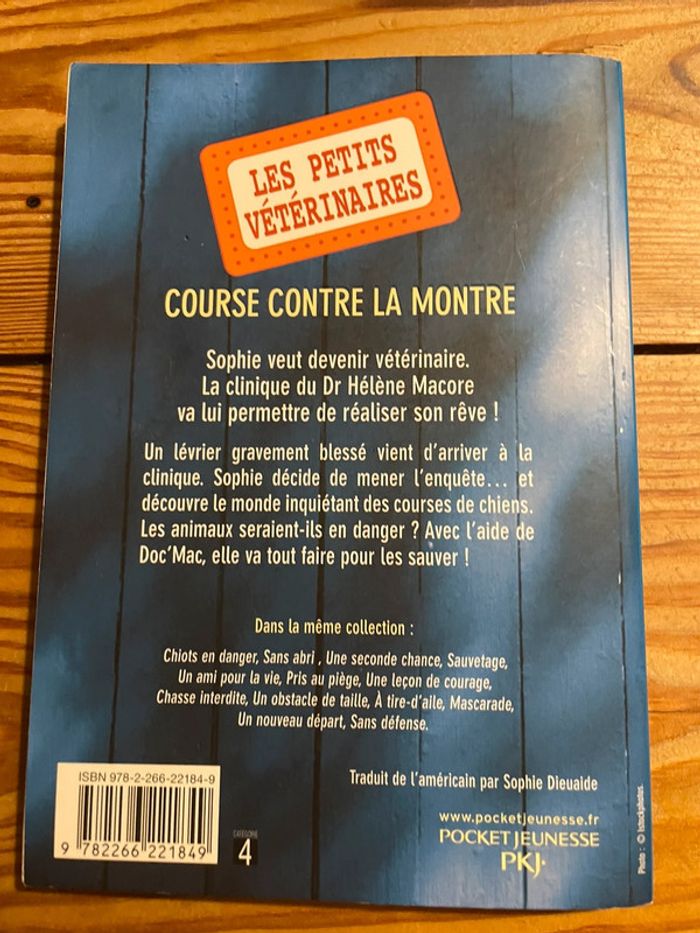 LES PETITS
VÉTÉRINAIRES
COURSE CONTRE LA MONTRE
Sophie veut devenir vétérinaire.
La clinique du Dr Hélène Macore
va lui permettre de réaliser son rêve !
Un lévrier gravement blessé vient d'arriver à la
clinique. Sophie décide de mener l'enquête... et
découvre le monde inquiétant des courses de chiens.
Les animaux seraient-ils en danger ? Avec l'aide de
Doc'Mac, elle va tout faire pour les sauver !
Dans la même collection :
Chiots en danger, Sans abri , Une seconde chance, Sauvetage,
Un ami pour la vie, Pris au piège, Une leçon de courage,
Chasse interdite, Un obstacle de taille, À tire-d'aile, Mascarade,
Un nouveau départ, Sans défense.
ISBN 978-2-266-22184-9
9 782266 221849
CATÉGORIE
4
Traduit de l'américain par Sophie Dieuaide
www.pocketjeunesse.fr
POCKET JEUNESSE
PKJ·
Photo : © Istockphotos.